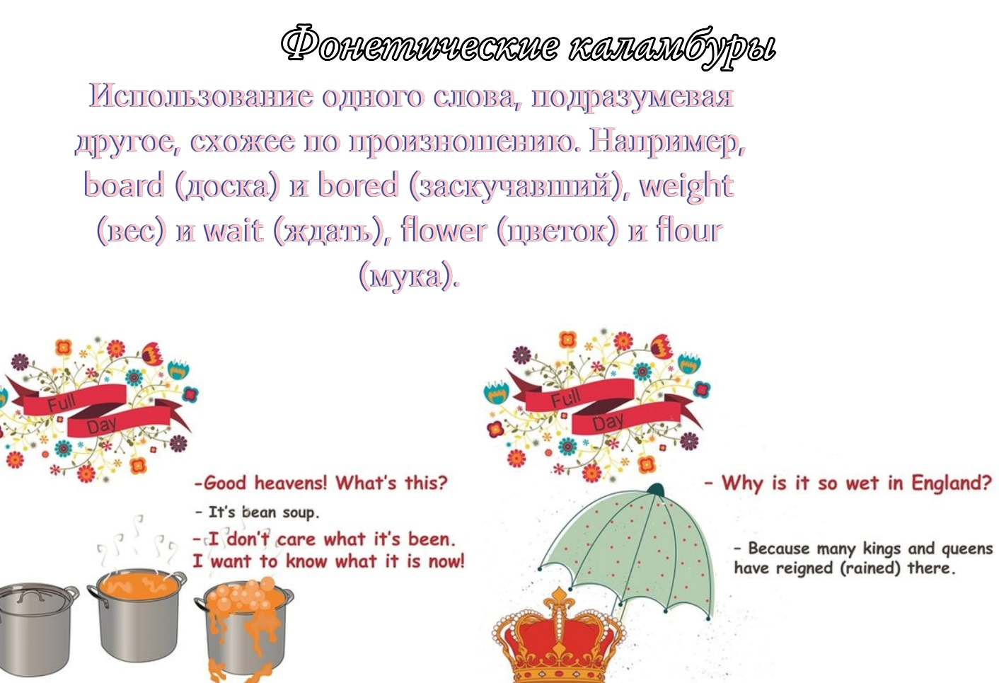 Фонетические каламбуры
Использование одного слова, подразумевая
другое, схожее по произношению. Например,
board (доска) и bored (заскучавший), weight
(вес) и wait (ждать), flower (цветок) и flour
(мука).
Full
Day
-Good heavens! What's this?
- It's bean soup.
- I don't care what it's been.
I want to know what it is now!
Full
Day
- Why is it so wet in England?
- Because many kings and queens
have reigned (rained) there.